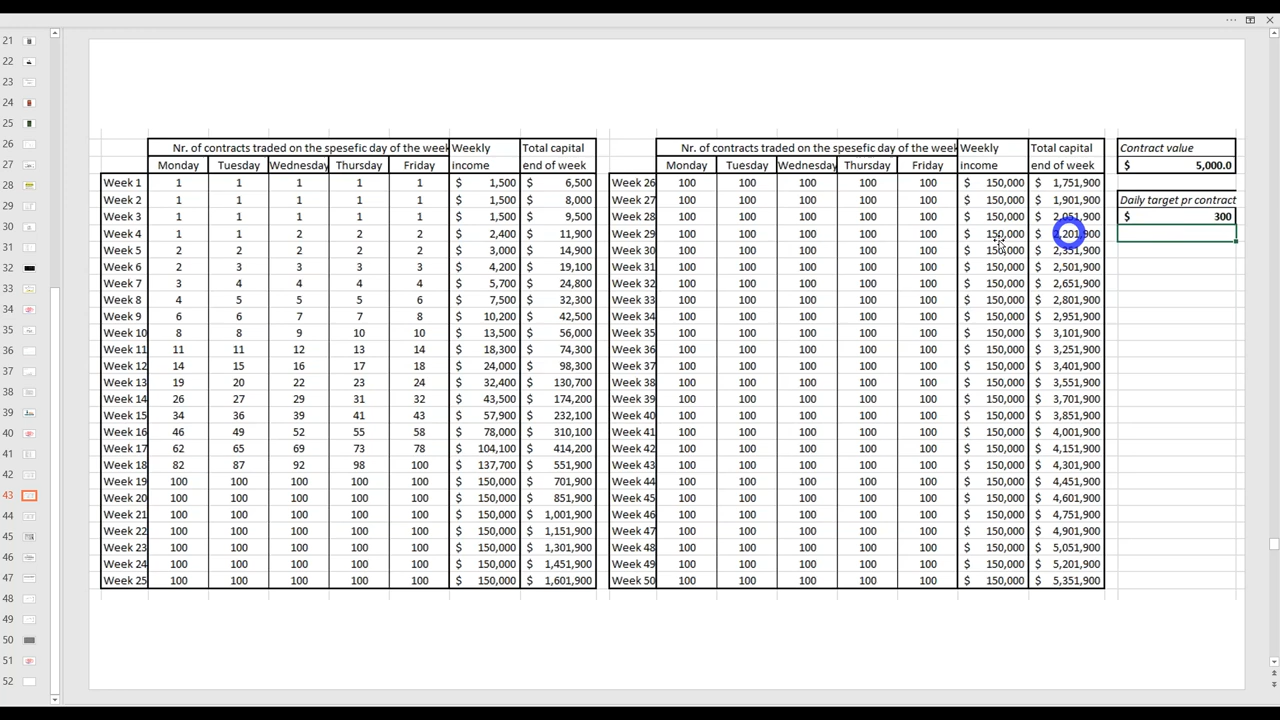 Nr. of contracts traded on the spesefic day of the week Weekly Total capital
Monday Tuesday Wednesday Thursday Friday income end of week
Week 1 1 1 1 1 1 $ 1,500 $ 6,500
Week 2 1 1 1 1 1 $ 1,500 $ 8,000
Week 3 1 1 1 1 1 $ 1,500 $ 9,500
Week 4 1 1 2 2 2 $ 2,400 $ 11,900
Week 5 2 2 2 2 2 $ 3,000 $ 14,900
Week 6 2 3 3 3 3 $ 4,200 $ 19,100
Week 7 3 4 4 4 4 $ 5,700 $ 24,800
Week 8 4 5 5 5 6 $ 7,500 $ 32,300
Week 9 6 6 7 7 8 $ 10,200 $ 42,500
Week 10 8 8 9 10 10 $ 13,500 $ 56,000
Week 11 11 11 12 13 14 $ 18,300 $ 74,300
Week 12 14 15 16 17 18 $ 24,000 $ 98,300
Week 13 19 20 22 23 24 $ 32,400 $ 130,700
Week 14 26 27 29 31 32 $ 43,500 $ 174,200
Week 15 34 36 39 41 43 $ 57,900 $ 232,100
Week 16 46 49 52 55 58 $ 78,000 $ 310,100
Week 17 62 65 69 73 78 $ 104,100 $ 414,200
Week 18 82 87 92 98 100 $ 137,700 $ 551,900
Week 19 100 100 100 100 100 $ 150,000 $ 701,900
Week 20 100 100 100 100 100 $ 150,000 $ 851,900
Week 21 100 100 100 100 100 $ 150,000 $ 1,001,900
Week 22 100 100 100 100 100 $ 150,000 $ 1,151,900
Week 23 100 100 100 100 100 $ 150,000 $ 1,301,900
Week 24 100 100 100 100 100 $ 150,000 $ 1,451,900
Week 25 100 100 100 100 100 $ 150,000 $ 1,601,900
Nr. of contracts traded on the spesefic day of the week Weekly Total capital
Monday Tuesday Wednesday Thursday Friday income end of week
Week 26 100 100 100 100 100 $ 150,000 $ 1,751,900
Week 27 100 100 100 100 100 $ 150,000 $ 1,901,900
Week 28 100 100 100 100 100 $ 150,000 $ 2,051,900
Week 29 100 100 100 100 100 $ 150,000 $ 2,201,900
Week 30 100 100 100 100 100 $ 150,000 $ 2,351,900
Week 31 100 100 100 100 100 $ 150,000 $ 2,501,900
Week 32 100 100 100 100 100 $ 150,000 $ 2,651,900
Week 33 100 100 100 100 100 $ 150,000 $ 2,801,900
Week 34 100 100 100 100 100 $ 150,000 $ 2,951,900
Week 35 100 100 100 100 100 $ 150,000 $ 3,101,900
Week 36 100 100 100 100 100 $ 150,000 $ 3,251,900
Week 37 100 100 100 100 100 $ 150,000 $ 3,401,900
Week 38 100 100 100 100 100 $ 150,000 $ 3,551,900
Week 39 100 100 100 100 100 $ 150,000 $ 3,701,900
Week 40 100 100 100 100 100 $ 150,000 $ 3,851,900
Week 41 100 100 100 100 100 $ 150,000 $ 4,001,900
Week 42 100 100 100 100 100 $ 150,000 $ 4,151,900
Week 43 100 100 100 100 100 $ 150,000 $ 4,301,900
Week 44 100 100 100 100 100 $ 150,000 $ 4,451,900
Week 45 100 100 100 100 100 $ 150,000 $ 4,601,900
Week 46 100 100 100 100 100 $ 150,000 $ 4,751,900
Week 47 100 100 100 100 100 $ 150,000 $ 4,901,900
Week 48 100 100 100 100 100 $ 150,000 $ 5,051,900
Week 49 100 100 100 100 100 $ 150,000 $ 5,201,900
Week 50 100 100 100 100 100 $ 150,000 $ 5,351,900
Contract value
$ 5,000.0
Daily target pr contract
$ 300
21
22
23
24
25
26
27
28
29
30
31
32
33
34
35
36
37
38
39
40
41
42
43
44
45
46
47
48
49
50
51
52